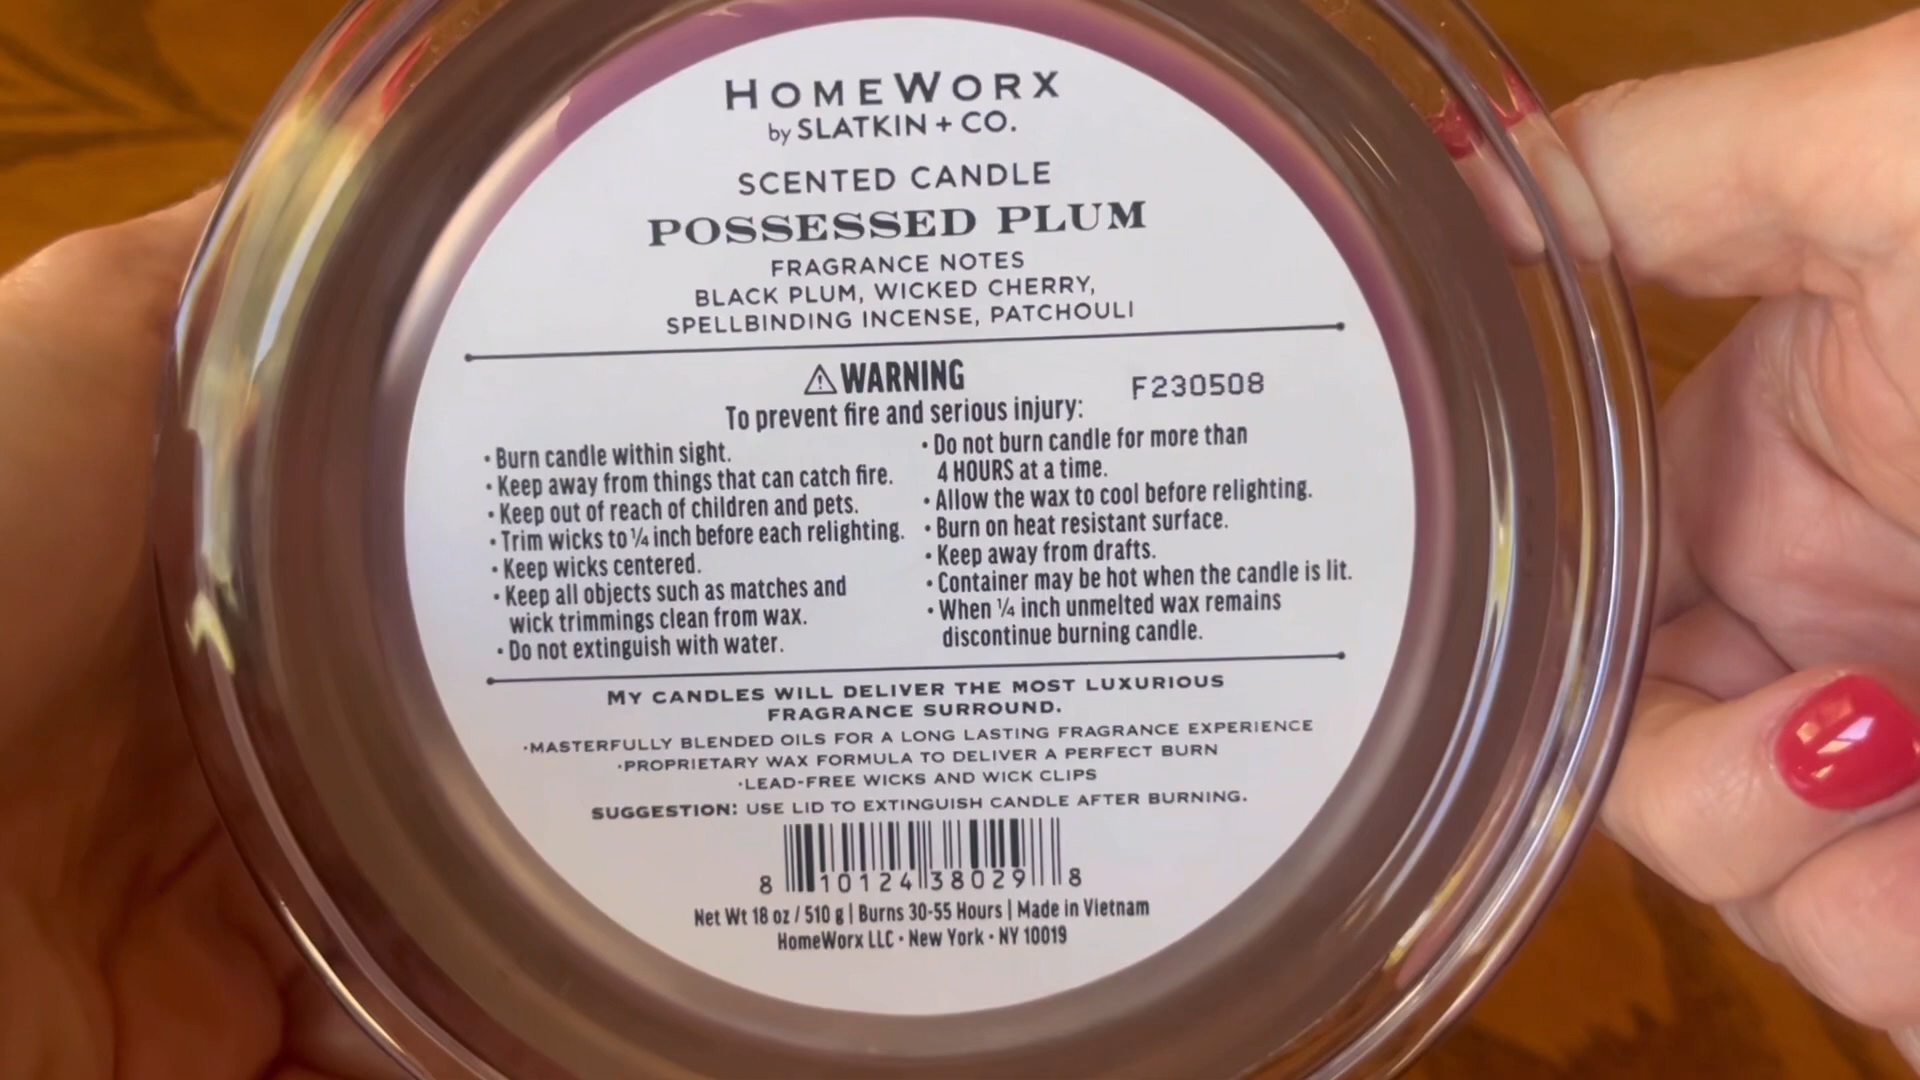 HOMEWORX
by SLATKIN + CO.
SCENTED CANDLE
POSSESSED PLUM
FRAGRANCE NOTES
BLACK PLUM, WICKED CHERRY,
SPELLBINDING INCENSE, PATCHOULI
⚠ WARNING
F230508
To prevent fire and serious injury:
• Burn candle within sight.
• Keep away from things that can catch fire.
• Keep out of reach of children and pets.
• Trim wicks to ¼ inch before each relighting.
• Keep wicks centered.
• Keep all objects such as matches and
wick trimmings clean from wax.
• Do not extinguish with water.
• Do not burn candle for more than
4 HOURS at a time.
• Allow the wax to cool before relighting.
• Burn on heat resistant surface.
• Keep away from drafts.
• Container may be hot when the candle is lit.
• When ¼ inch unmelted wax remains
discontinue burning candle.
MY CANDLES WILL DELIVER THE MOST LUXURIOUS
FRAGRANCE SURROUND.
•MASTERFULLY BLENDED OILS FOR A LONG LASTING FRAGRANCE EXPERIENCE
•PROPRIETARY WAX FORMULA TO DELIVER A PERFECT BURN
•LEAD-FREE WICKS AND WICK CLIPS
SUGGESTION: USE LID TO EXTINGUISH CANDLE AFTER BURNING.
8 10124 38029 8
Net Wt 18 oz / 510 g | Burns 30-55 Hours | Made in Vietnam
HomeWorx LLC • New York • NY 10019